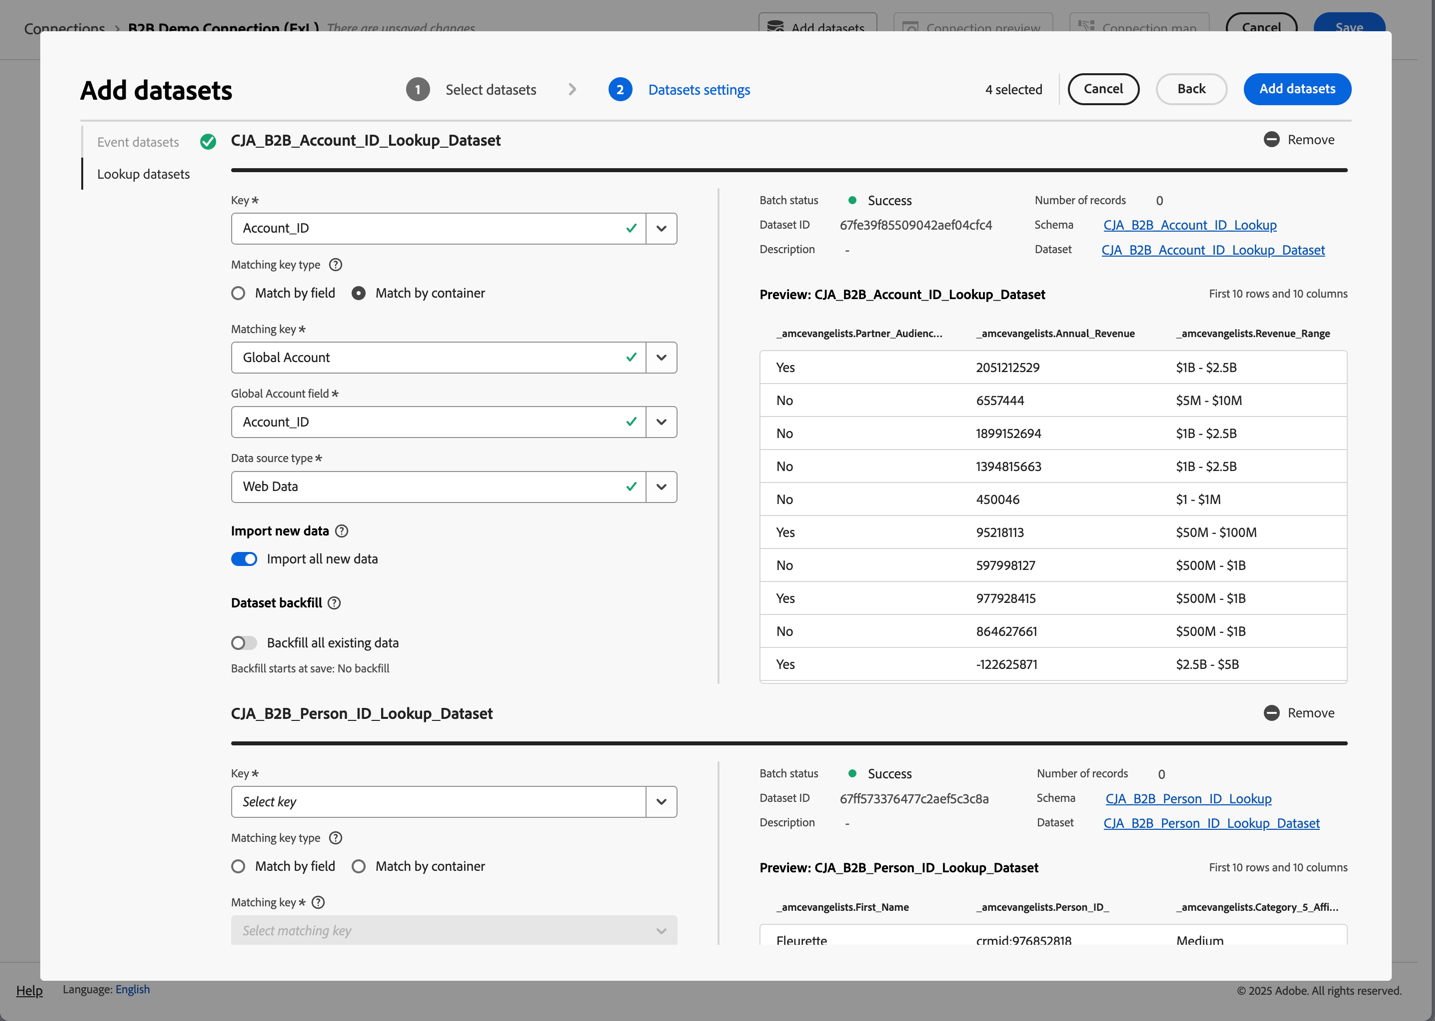 Connections > B2B Demo Connection (ExL) There are unsaved changes
Add datasets
Connection preview
Connection map
Cancel
Save
Add datasets
1 Select datasets
2 Datasets settings
4 selected
Cancel
Back
Add datasets
Event datasets
Lookup datasets
CJA_B2B_Account_ID_Lookup_Dataset
Remove
Key *
Account_ID
Matching key type ?
Match by field
Match by container
Matching key *
Global Account
Global Account field *
Account_ID
Data source type *
Web Data
Import new data ?
Import all new data
Dataset backfill ?
Backfill all existing data
Backfill starts at save: No backfill
Batch status Success
Number of records 0
Dataset ID 67fe39f85509042aef04cfc4
Schema CJA_B2B_Account_ID_Lookup
Description -
Dataset CJA_B2B_Account_ID_Lookup_Dataset
Preview: CJA_B2B_Account_ID_Lookup_Dataset
First 10 rows and 10 columns
_amcevangelists.Partner_Audienc... _amcevangelists.Annual_Revenue _amcevangelists.Revenue_Range
Yes 2051212529 $1B - $2.5B
No 6557444 $5M - $10M
No 1899152694 $1B - $2.5B
No 1394815663 $1B - $2.5B
No 450046 $1 - $1M
Yes 95218113 $50M - $100M
No 597998127 $500M - $1B
Yes 977928415 $500M - $1B
No 864627661 $500M - $1B
Yes -122625871 $2.5B - $5B
CJA_B2B_Person_ID_Lookup_Dataset
Remove
Key *
Select key
Matching key type ?
Match by field
Match by container
Matching key * ?
Select matching key
Batch status Success
Number of records 0
Dataset ID 67ff573376477c2aef5c3c8a
Schema CJA_B2B_Person_ID_Lookup
Description -
Dataset CJA_B2B_Person_ID_Lookup_Dataset
Preview: CJA_B2B_Person_ID_Lookup_Dataset
First 10 rows and 10 columns
_amcevangelists.First_Name _amcevangelists.Person_ID_ _amcevangelists.Category_5_Affi...
Fleurette crmid:976852818 Medium
Help
Language: English
© 2025 Adobe. All rights reserved.